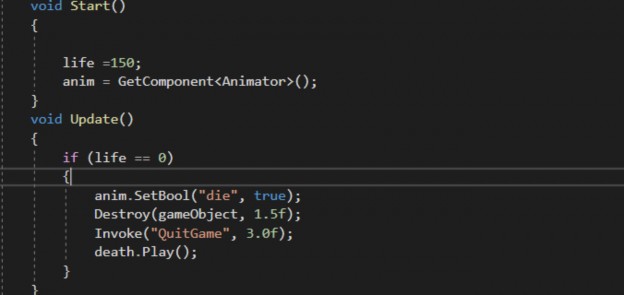 void Start()
{
life =150;
anim = GetComponent<Animator>();
}
void Update()
{
if (life == 0)
{
anim.SetBool("die", true);
Destroy(gameObject, 1.5f);
Invoke("QuitGame", 3.0f);
death.Play();
}
}